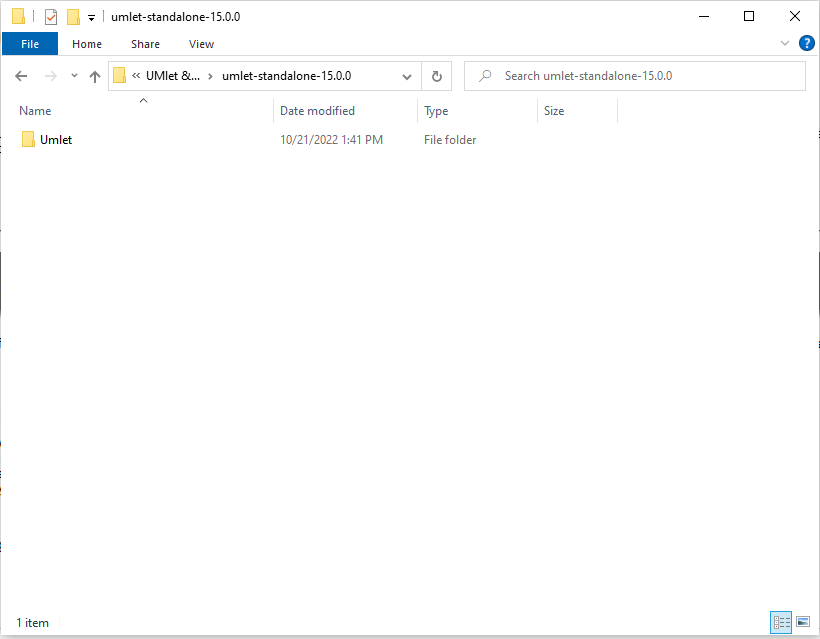 umlet-standalone-15.0.0
File Home Share View
« UMlet &... › umlet-standalone-15.0.0 Search umlet-standalone-15.0.0
Name Date modified Type Size
Umlet 10/21/2022 1:41 PM File folder
1 item